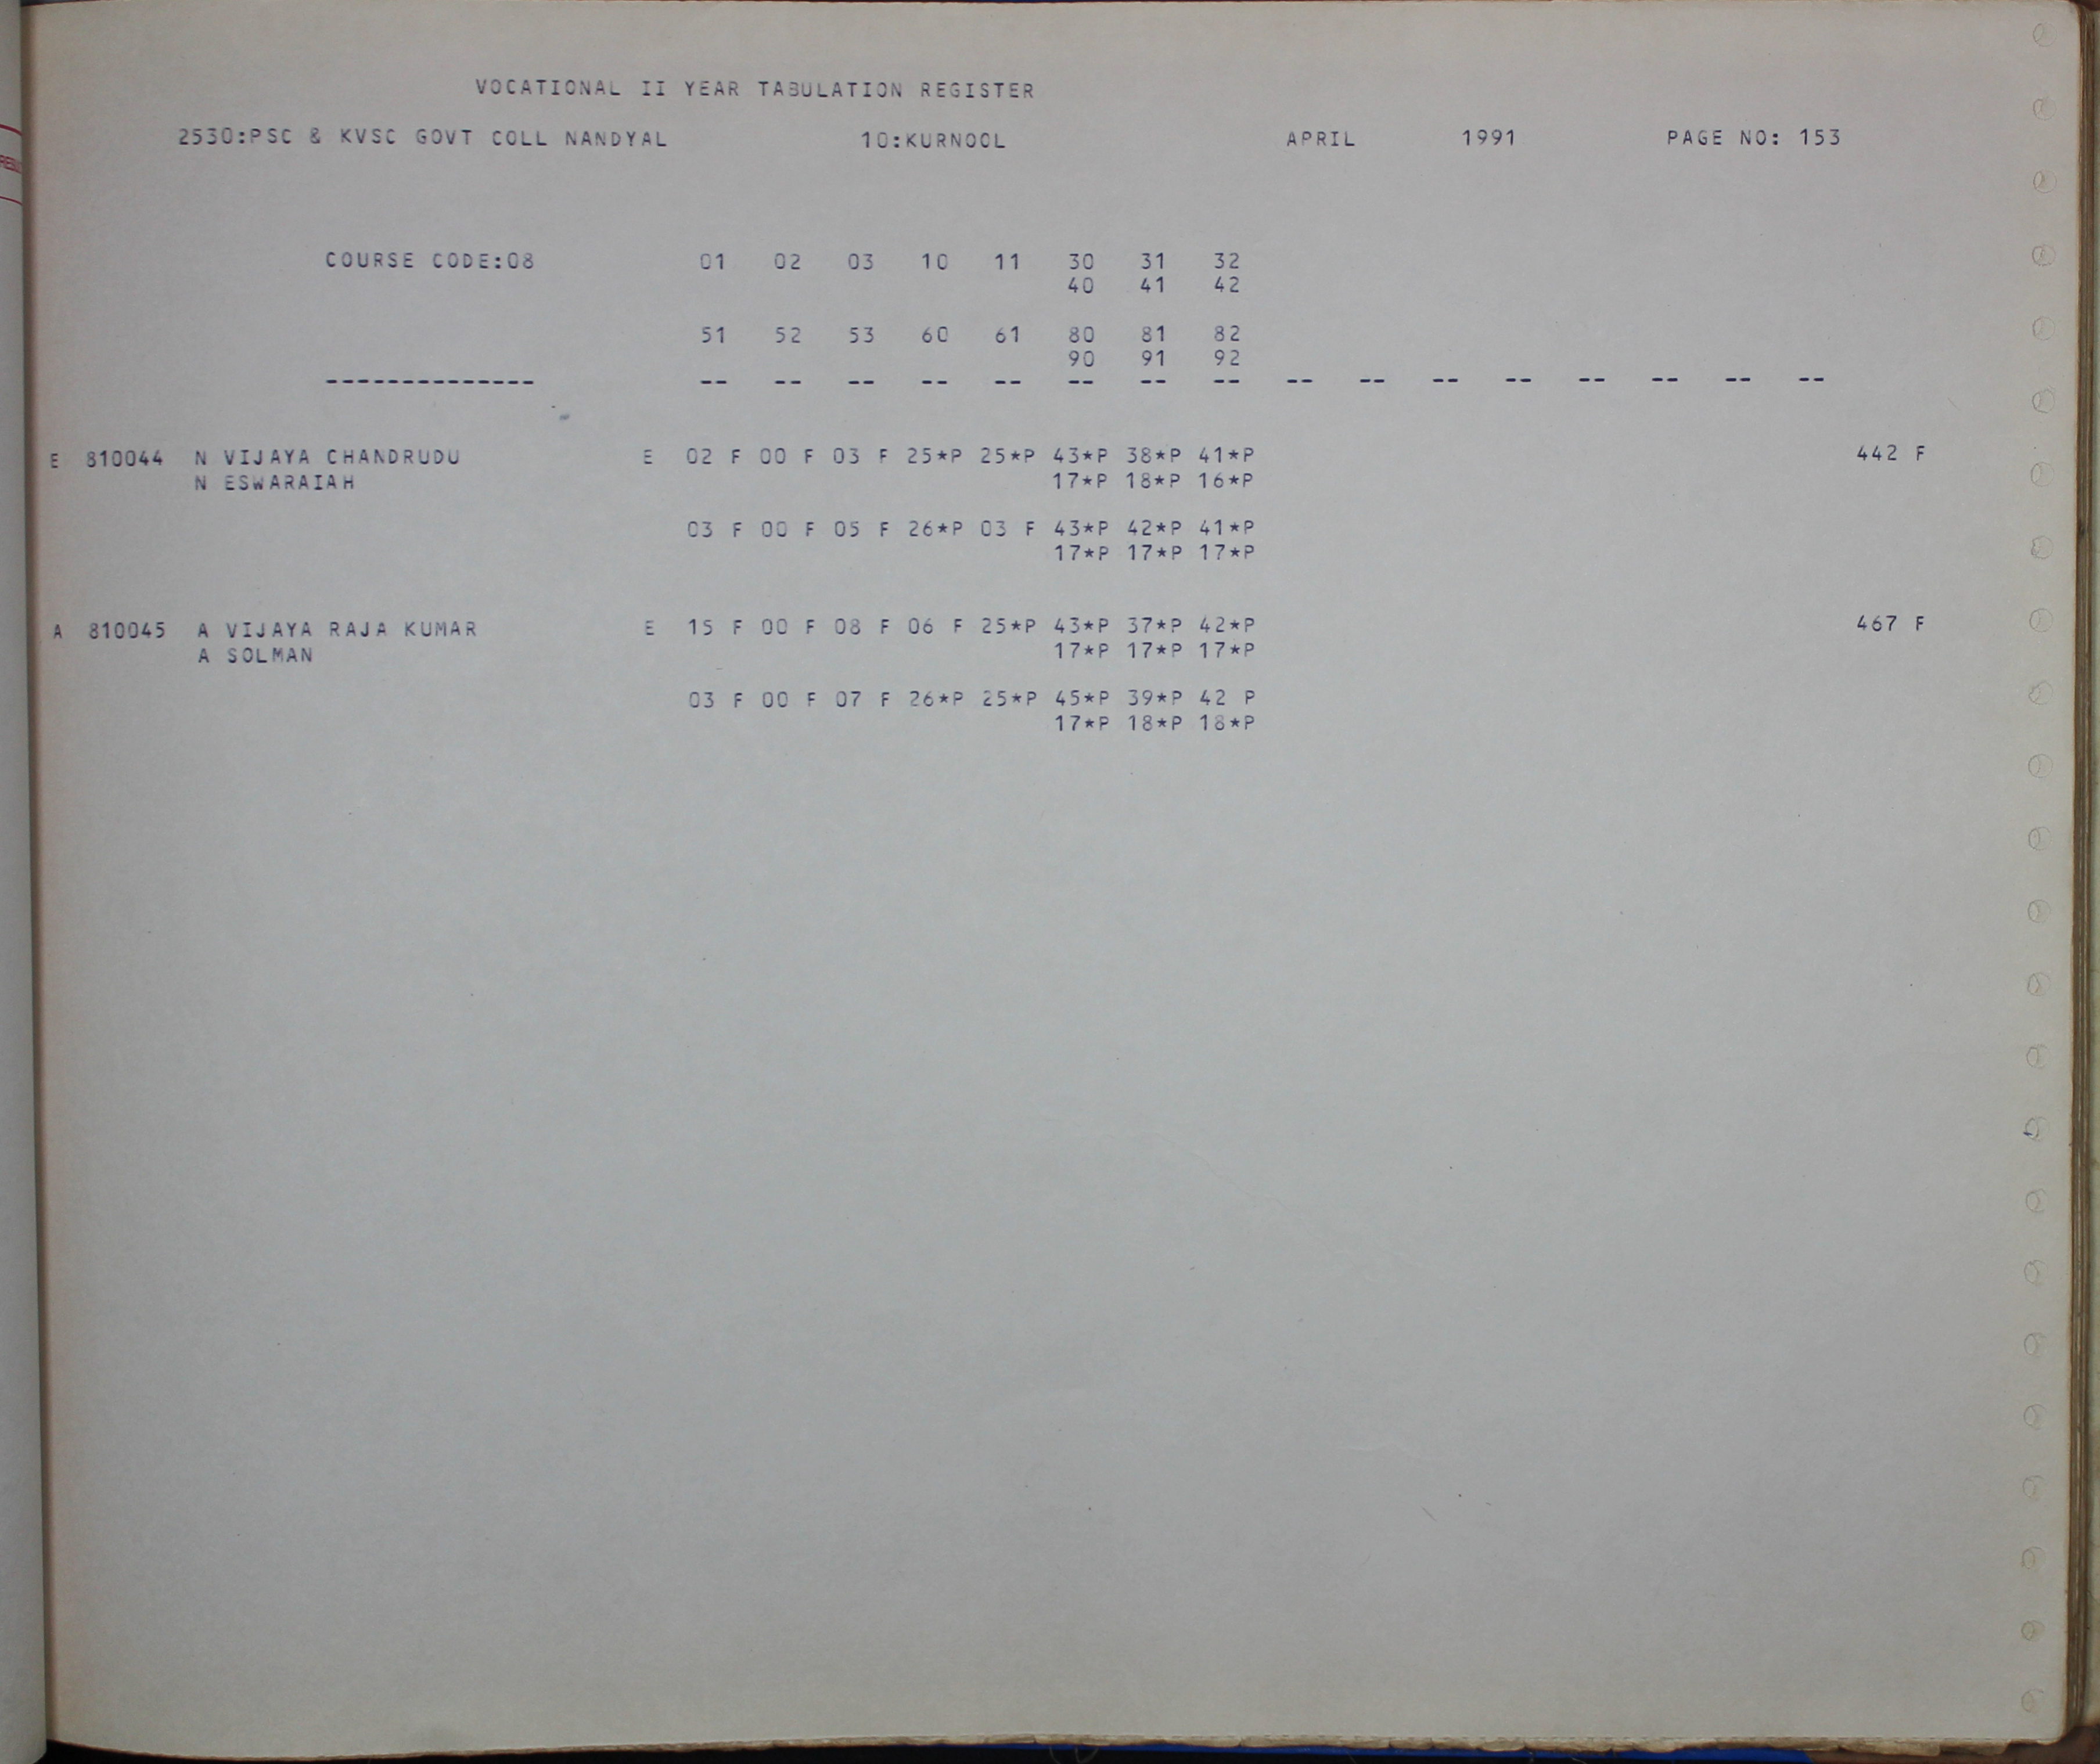 VOCATIONAL II YEAR TABULATION REGISTER
2530:PSC & KVSC GOVT COLL NANDYAL 10:KURNOOL APRIL 1991 PAGE NO: 153
COURSE CODE:08 01 02 03 10 11 30 31 32
40 41 42
51 52 53 60 61 80 81 82
90 91 92
-------------- -- -- -- -- -- -- -- -- -- -- -- -- -- -- -- --
E 810044 N VIJAYA CHANDRUDU E 02 F 00 F 03 F 25*P 25*P 43*P 38*P 41*P 442 F
N ESWARAIAH 17*P 18*P 16*P
03 F 00 F 05 F 26*P 03 F 43*P 42*P 41*P
17*P 17*P 17*P
A 810045 A VIJAYA RAJA KUMAR E 15 F 00 F 08 F 06 F 25*P 43*P 37*P 42*P 467 F
A SOLMAN 17*P 17*P 17*P
03 F 00 F 07 F 26*P 25*P 45*P 39*P 42 P
17*P 18*P 18*P